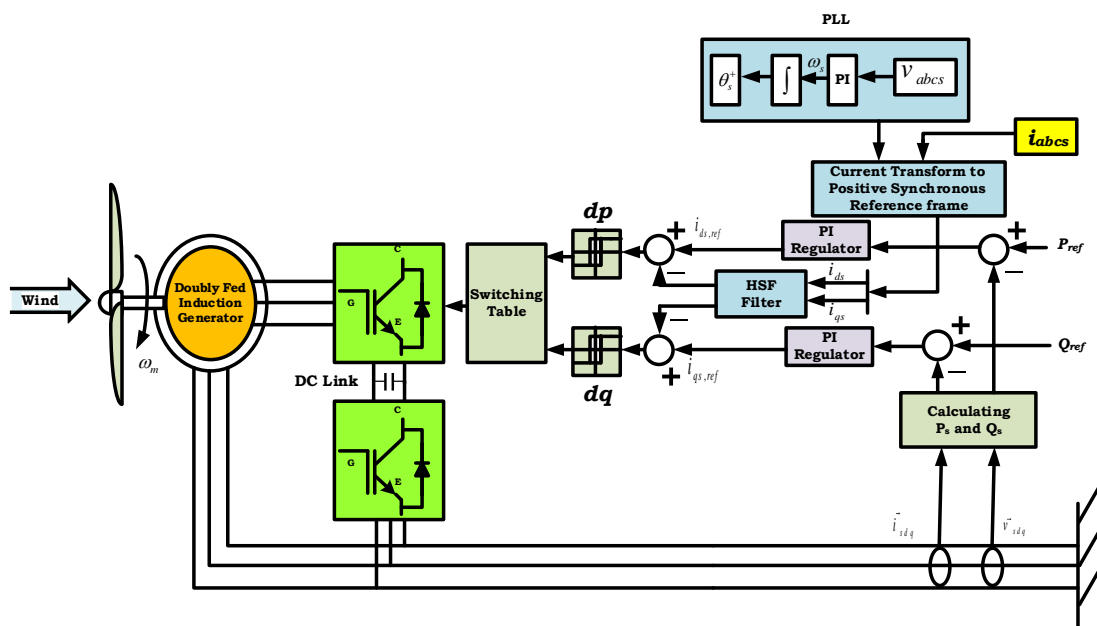 PLL
θs+
∫
ωs
PI
vabcs
iabcs
Current Transform to
Positive Synchronous
Reference frame
dp
ids,ref
PI
Regulator
Pref
Wind
Doubly Fed
Induction
Generator
C
G
E
Switching
Table
HSF
Filter
ids
iqs
ωm
DC Link
dq
iqs,ref
PI
Regulator
Qref
C
G
E
Calculating
Ps and Qs
i⃗sdq
v⃗sdq
+
−
−
+
−
+
−
+